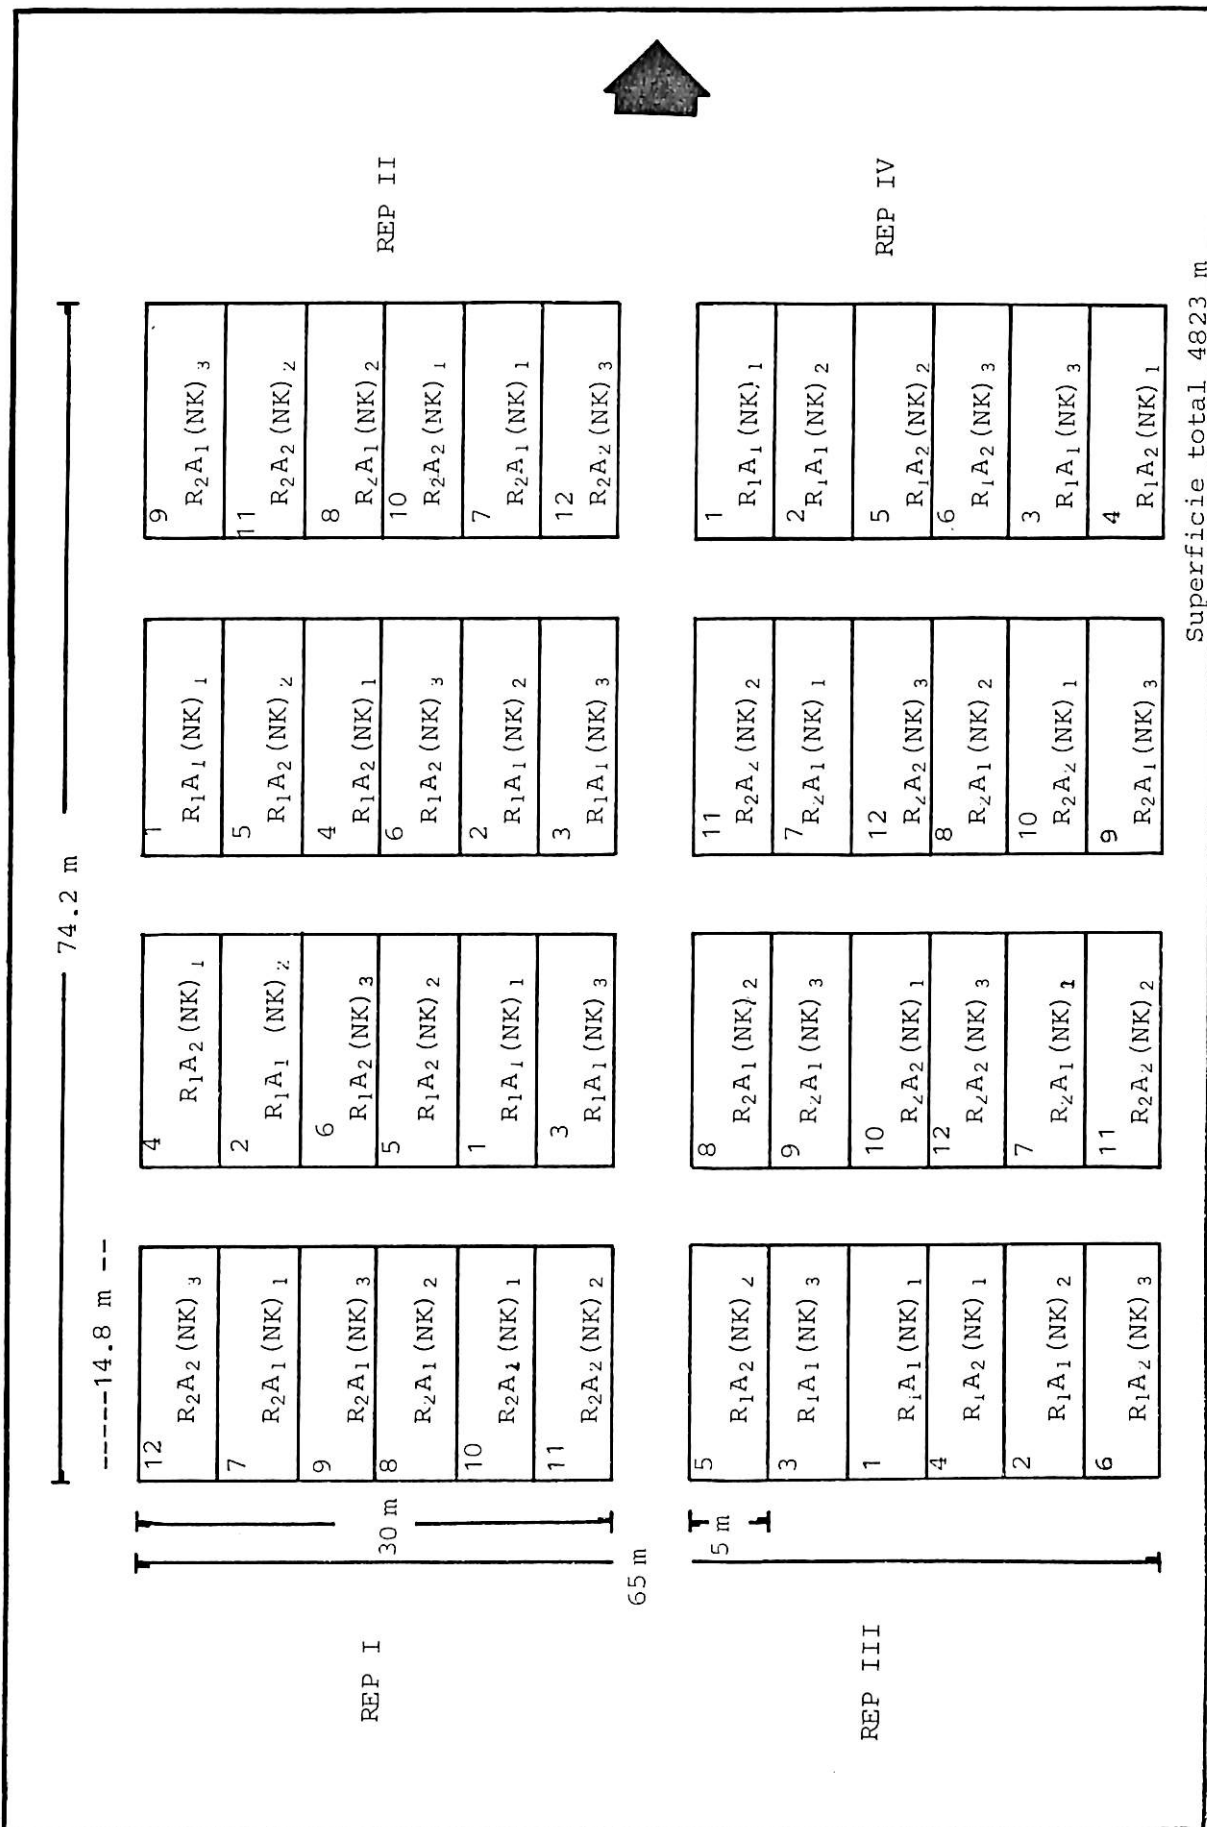 74.2 m
14.8 m
REP I
REP II
12
R₂A₂(NK)₃
7
R₂A₁(NK)₁
9
R₂A₁(NK)₃
8
R₂A₁(NK)₂
10
11
R₂A₂(NK)₂
4
R₁A₂(NK)₁
2
R₁A₁ (NK)₂
6
R₁A₂(NK)₃
5
R₁A₂(NK)₂
1
R₁A₁(NK)₁
3
R₁A₁(NK)₃
1
R₁A₁(NK)₁
5
R₁A₂(NK)₂
4
R₁A₂(NK)₁
6
R₁A₂(NK)₃
2
R₁A₁(NK)₂
3
R₁A₁(NK)₃
9
R₂A₁(NK)₃
11
R₂A₂(NK)₂
8
R₂A₁(NK)₂
10
R₂A₂(NK)₁
7
R₂A₁(NK)₁
12
R₂A₂(NK)₃
30 m
65 m
5 m
REP III
REP IV
5
R₁A₂(NK)₂
3
R₁A₁(NK)₃
1
R₁A₁(NK)₁
4
R₁A₂(NK)₁
2
R₁A₁(NK)₂
6
R₁A₂(NK)₃
8
R₂A₁(NK)₂
9
R₂A₁(NK)₃
10
R₂A₂(NK)₁
12
R₂A₂(NK)₃
7
R₂A₁(NK)₁
11
R₂A₂(NK)₂
11
R₂A₂(NK)₂
7
R₂A₁(NK)₁
12
R₂A₂(NK)₃
8
R₂A₁(NK)₂
10
R₂A₂(NK)₁
9
R₂A₁(NK)₃
1
R₁A₁(NK)₁
2
R₁A₁(NK)₂
5
R₁A₂(NK)₂
6
R₁A₂(NK)₃
3
R₁A₁(NK)₃
4
R₁A₂(NK)₁
Superficie total 4823 m